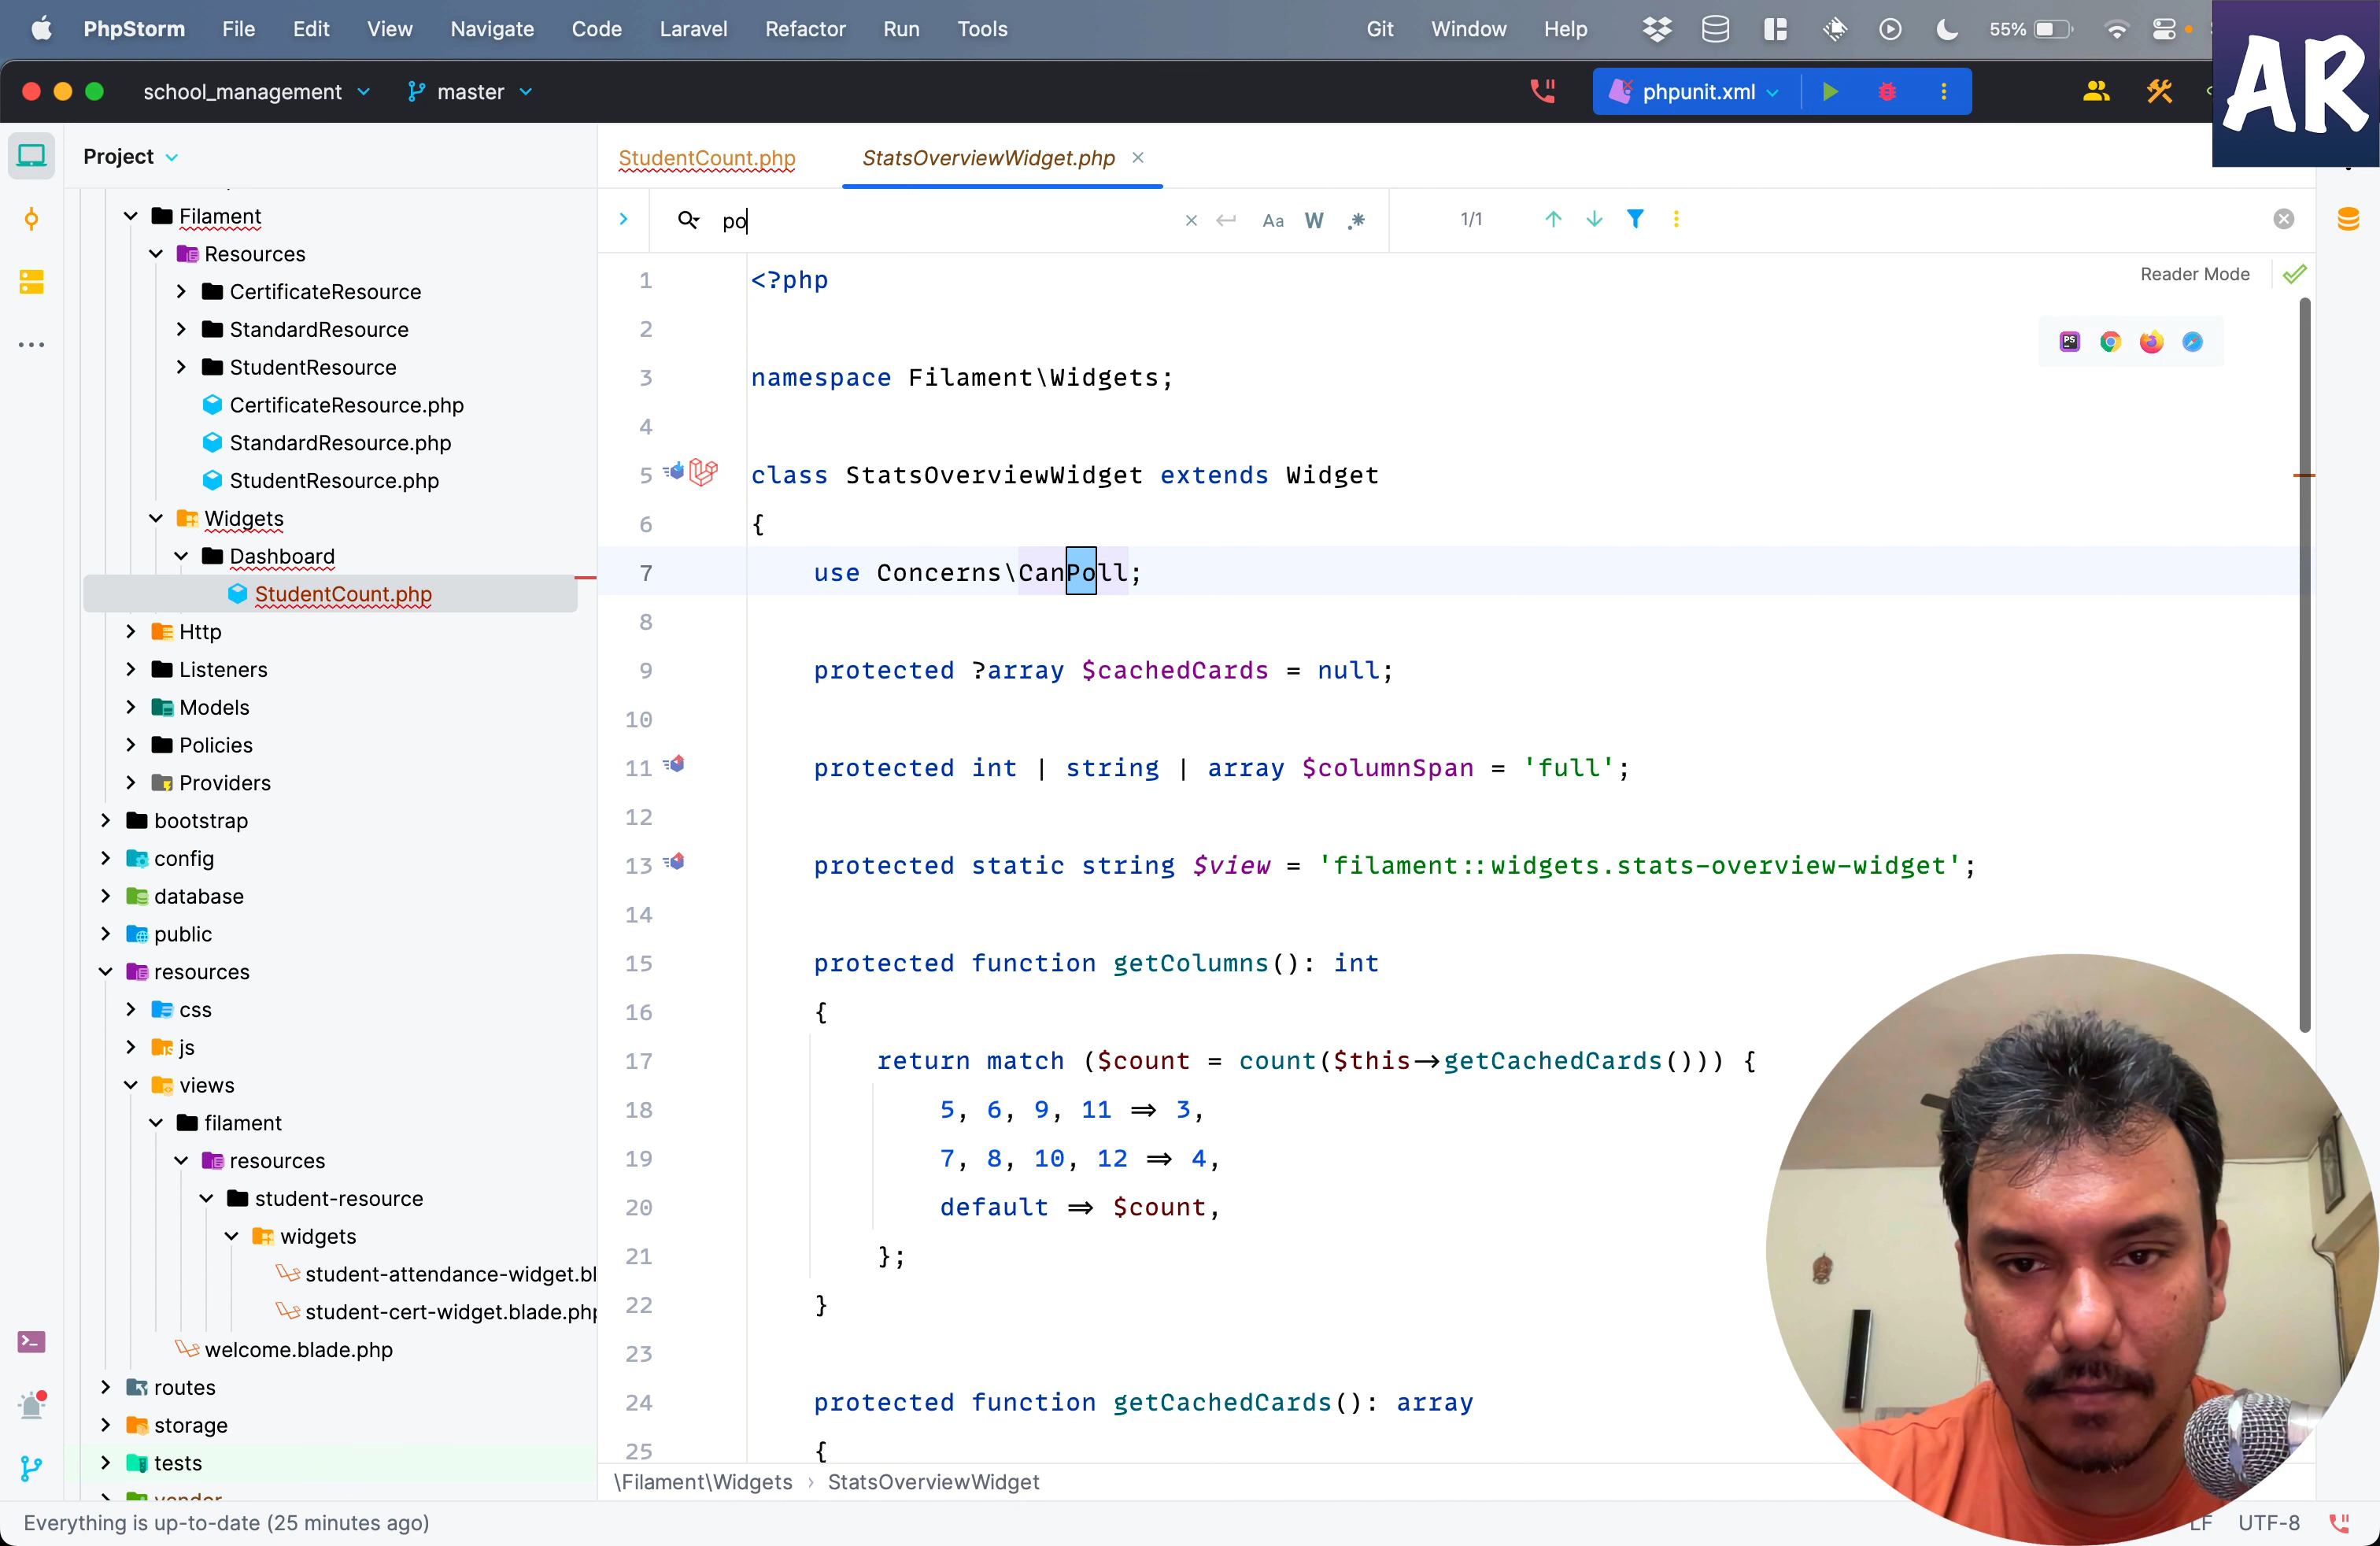 PhpStorm File Edit View Navigate Code Laravel Refactor Run Tools Git Window Help 55%
AR
school_management master phpunit.xml
Project
StudentCount.php StatsOverviewWidget.php
po Aa W .* 1/1
Reader Mode
Filament
Resources
CertificateResource
StandardResource
StudentResource
CertificateResource.php
StandardResource.php
StudentResource.php
Widgets
Dashboard
StudentCount.php
Http
Listeners
Models
Policies
Providers
bootstrap
config
database
public
resources
css
js
views
filament
resources
student-resource
widgets
student-attendance-widget.bl
student-cert-widget.blade.php
welcome.blade.php
routes
storage
tests
vendor
1 <?php
2
3 namespace Filament\Widgets;
4
5 class StatsOverviewWidget extends Widget
6 {
7 use Concerns\CanPoll;
8
9 protected ?array $cachedCards = null;
10
11 protected int | string | array $columnSpan = 'full';
12
13 protected static string $view = 'filament::widgets.stats-overview-widget';
14
15 protected function getColumns(): int
16 {
17 return match ($count = count($this->getCachedCards())) {
18 5, 6, 9, 11 => 3,
19 7, 8, 10, 12 => 4,
20 default => $count,
21 };
22 }
23
24 protected function getCachedCards(): array
25 {
\Filament\Widgets › StatsOverviewWidget
Everything is up-to-date (25 minutes ago) LF UTF-8